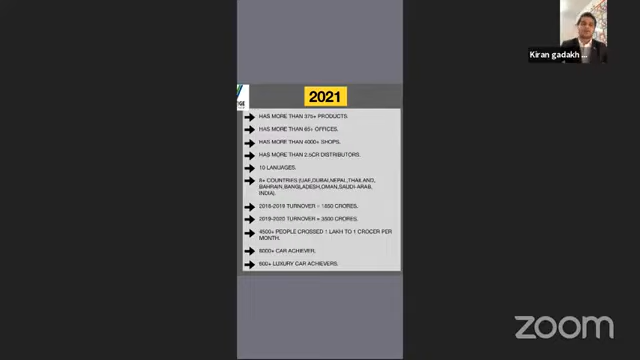 Kiran gadakh ...
2021
HAS MORE THAN 375+ PRODUCTS.
HAS MORE THAN 65+ OFFICES.
HAS MORE THAN 4000+ SHOPS.
HAS MORE THAN 2.5CR DISTRIBUTORS.
10 LANUAGES.
8+ COUNTRIES (UAE,DUBAI,NEPAL,THAILAND,
BAHRAIN,BANGLADESH,OMAN,SAUDI-ARAB,
INDIA).
2018-2019 TURNOVER = 1850 CRORES.
2019-2020 TURNOVER = 3500 CRORES.
4500+ PEOPLE CROSSED 1 LAKH TO 1 CROCER PER
MONTH.
8000+ CAR ACHIEVER.
600+ LUXURY CAR ACHIEVERS.
zoom